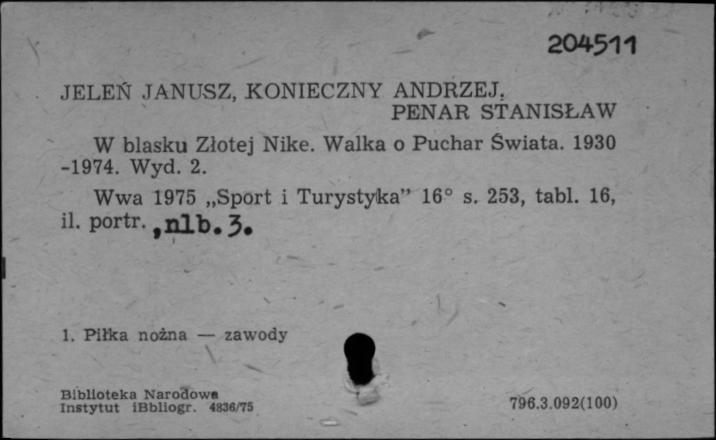 204511
JELEŃ JANUSZ, KONIECZNY ANDRZEJ,
PENAR STANISŁAW
W blasku Złotej Nike. Walka o Puchar Świata. 1930
-1974. Wyd. 2.
Wwa 1975 „Sport i Turystyka” 16° s. 253, tabl. 16,
il. portr. , nlb. 3.
1. Piłka nożna — zawody
Biblioteka Narodowa
Instytut iBbliogr. 4836/75
796.3.092(100)